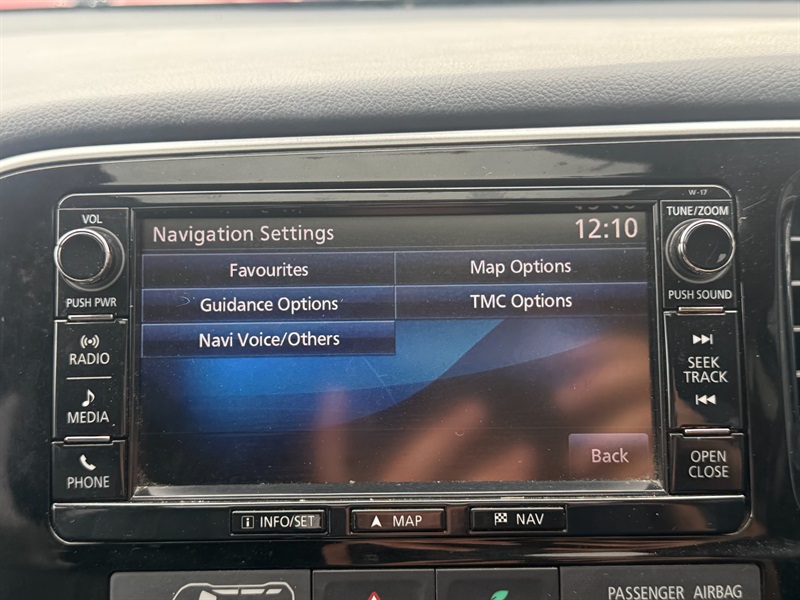 W-17
VOL
TUNE/ZOOM
Navigation Settings
12:10
Favourites
Map Options
PUSH PWR
Guidance Options
TMC Options
PUSH SOUND
Navi Voice/Others
RADIO
SEEK
TRACK
MEDIA
Back
OPEN
CLOSE
PHONE
i INFO/SET
MAP
NAV
PASSENGER AIRBAG